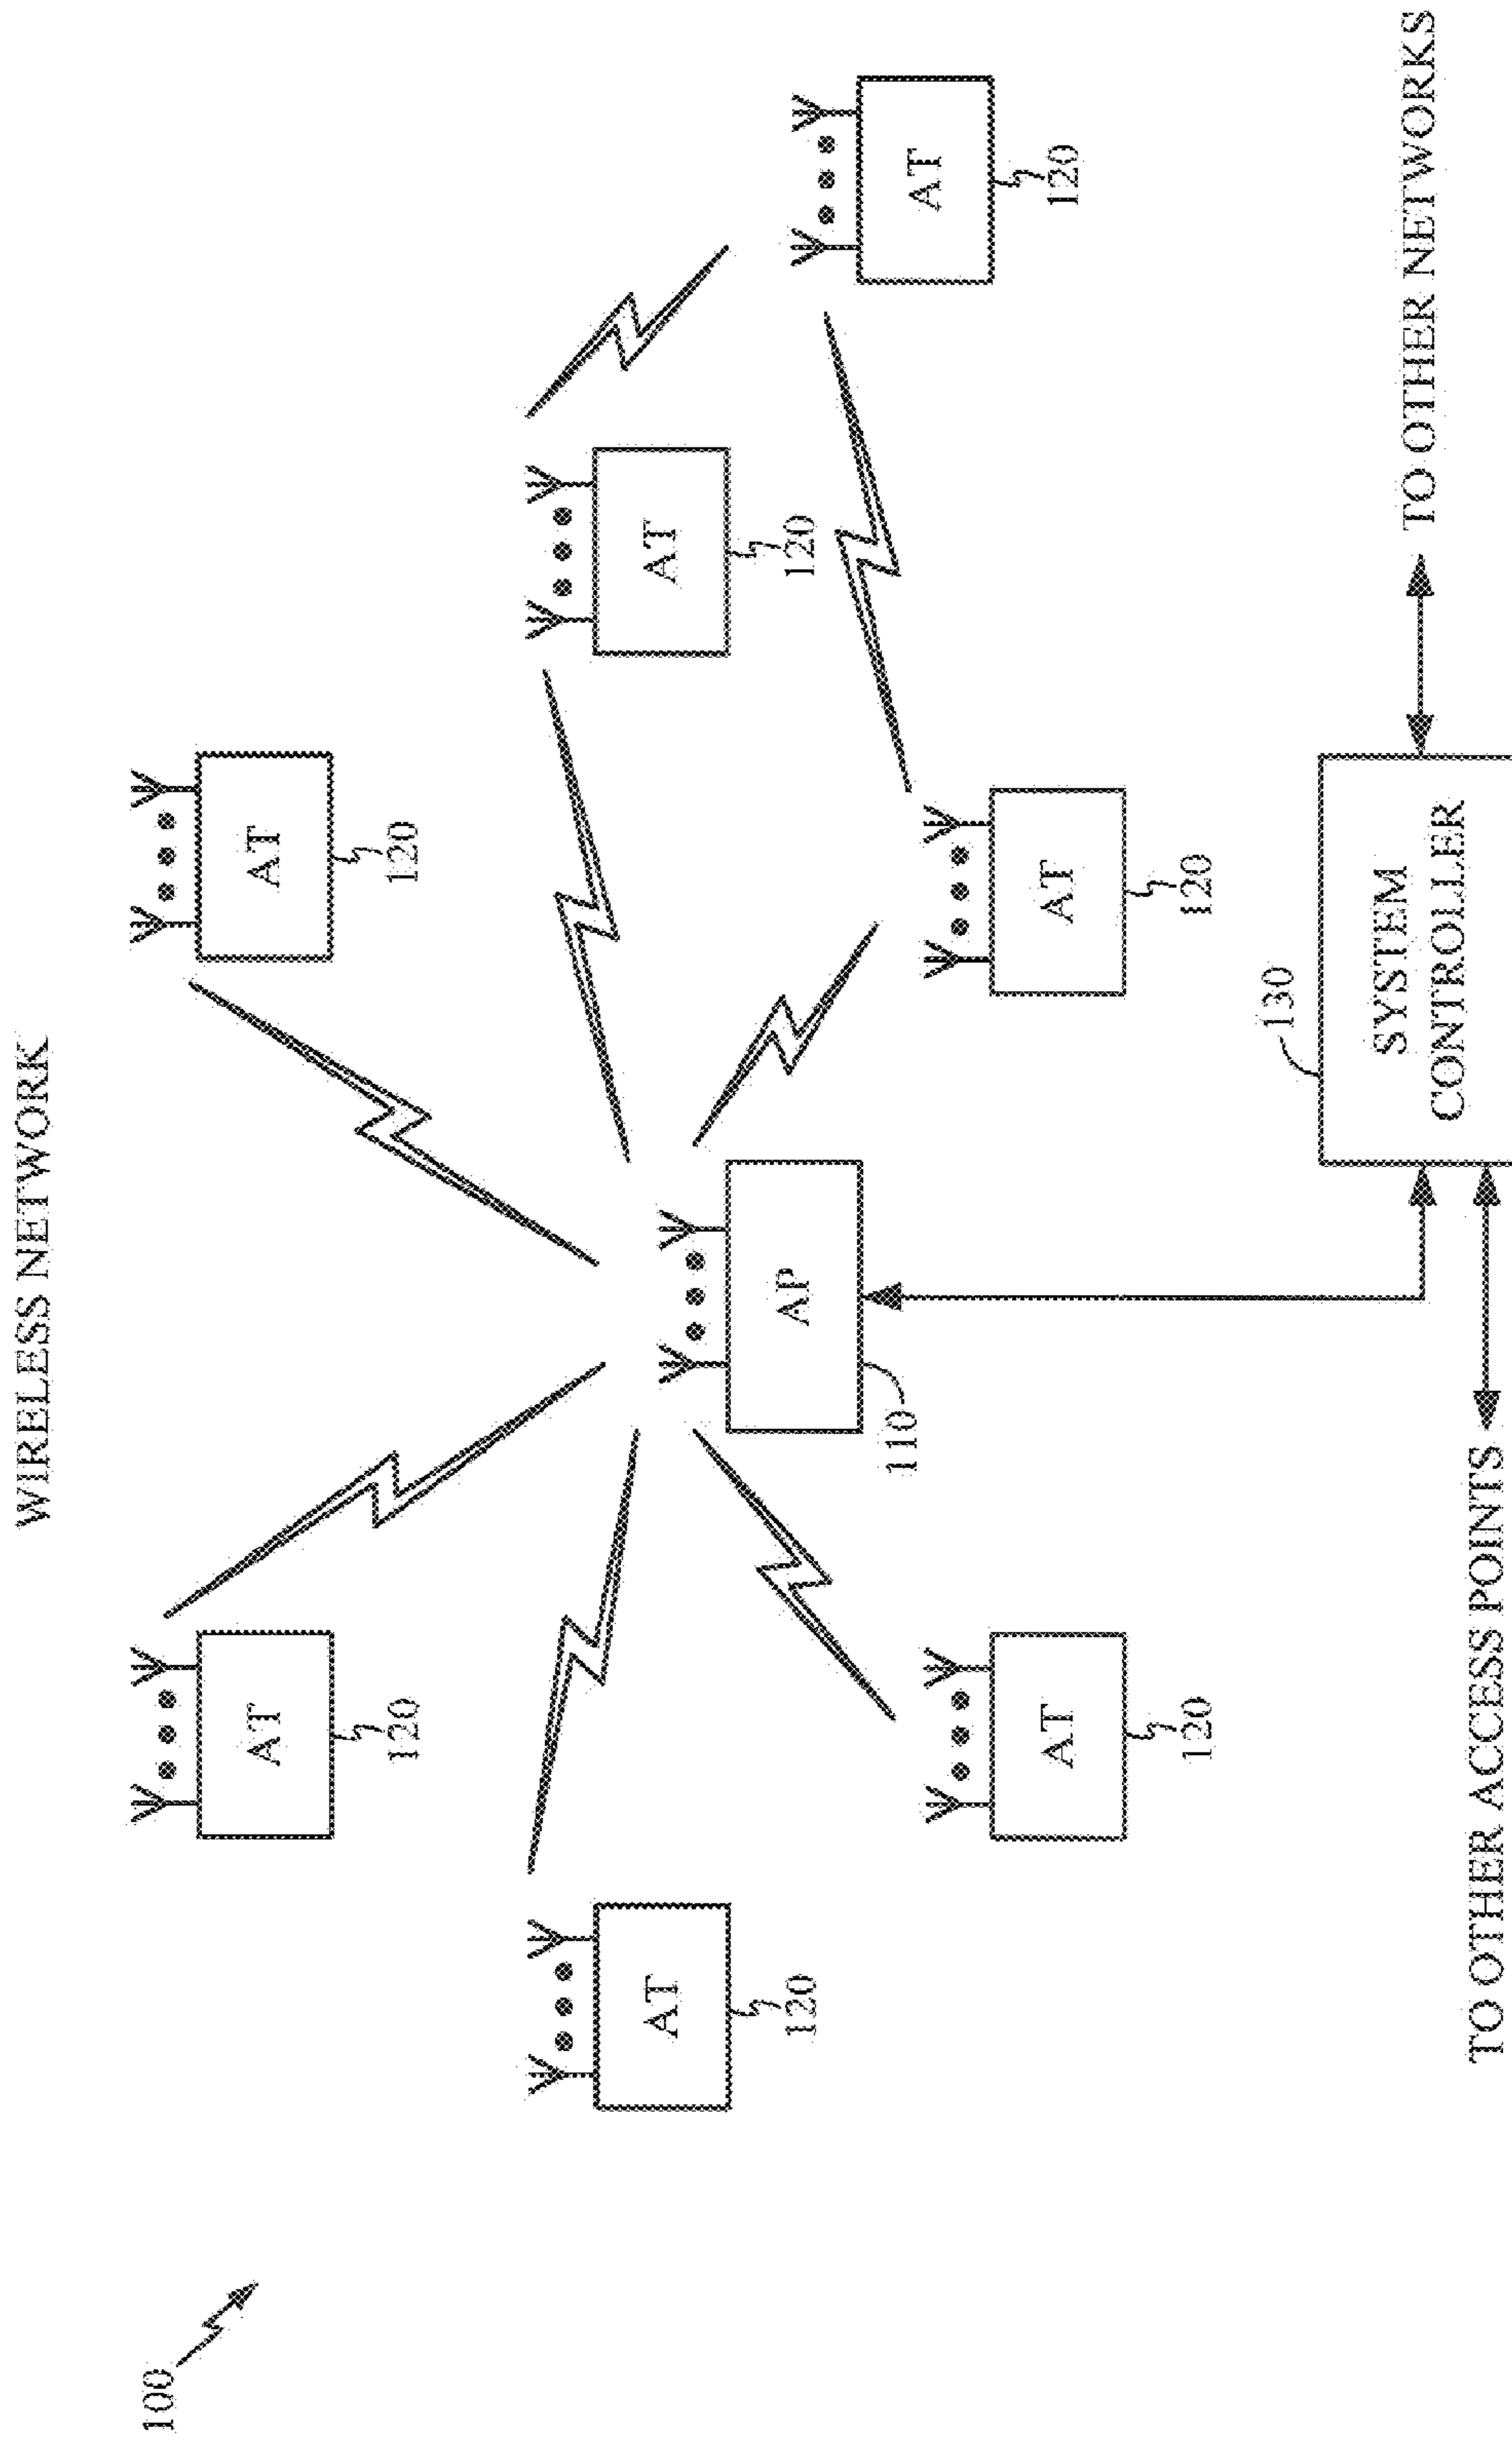 WIRELESS NETWORK
100
AT
120
AT
120
AT
120
AT
120
AP
110
AT
120
AT
120
AT
120
130
SYSTEM
CONTROLLER
TO OTHER NETWORKS
TO OTHER ACCESS POINTS